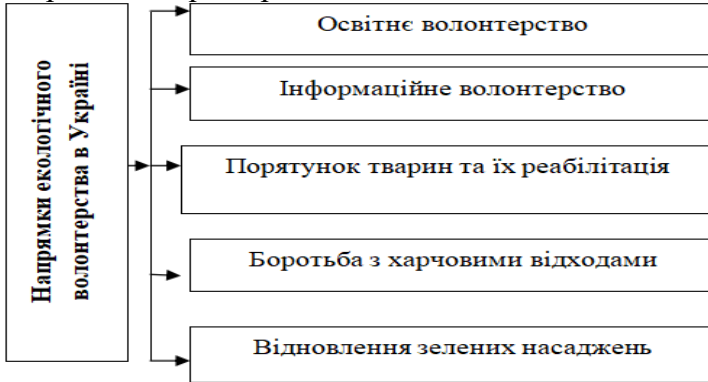 Напрямки екологічного
волонтерства в Україні
Освітнє волонтерство
Інформаційне волонтерство
Порятунок тварин та їх реабілітація
Боротьба з харчовими відходами
Відновлення зелених насаджень